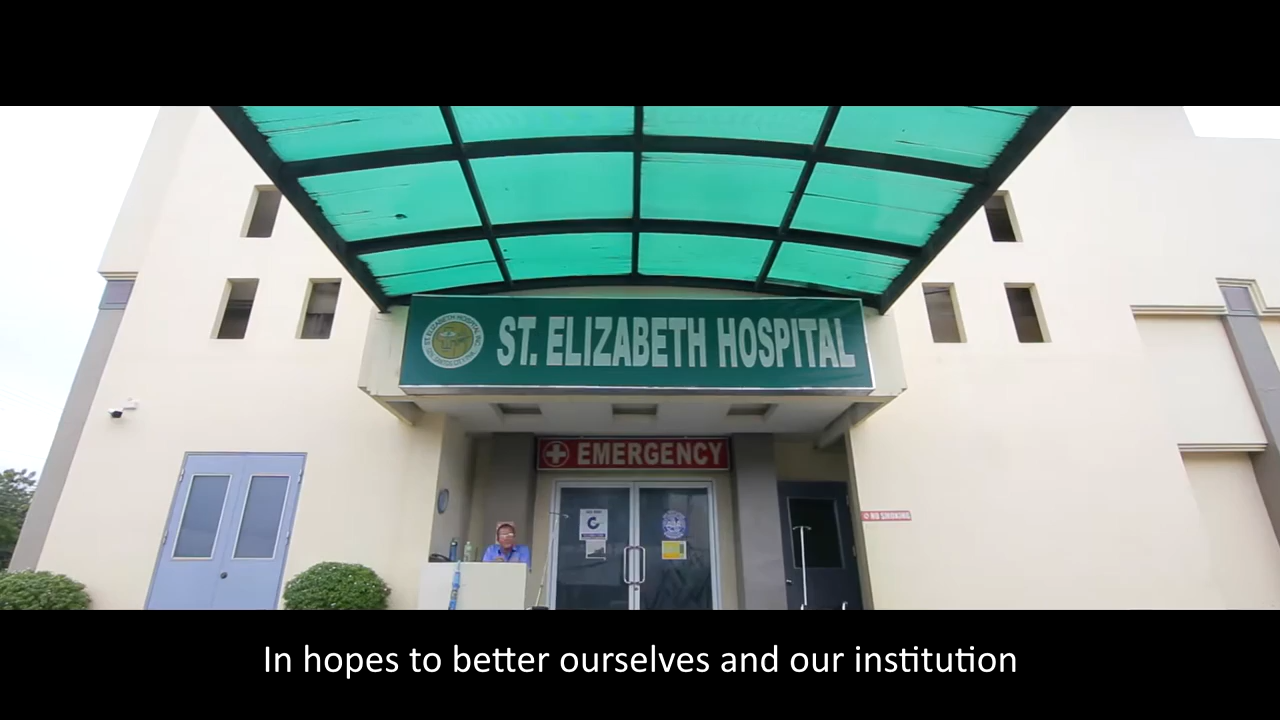 ST. ELIZABETH HOSPITAL
EMERGENCY
NO SMOKING
In hopes to better ourselves and our institution